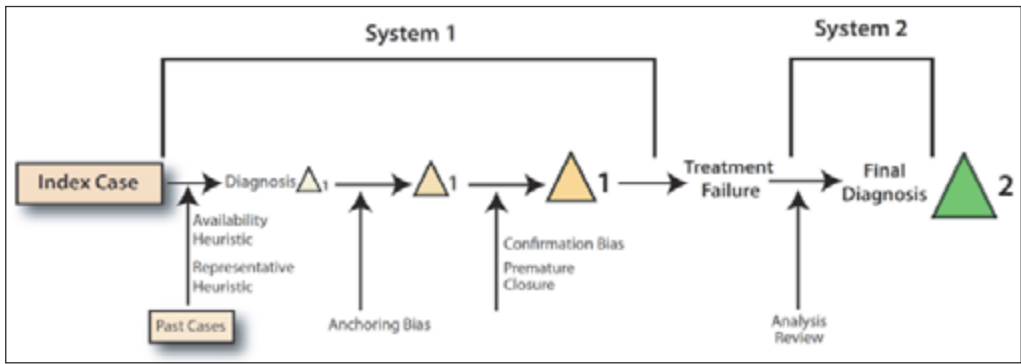 System 1
System 2
Index Case
Diagnosis
1
1
1
Treatment
Failure
Final
Diagnosis
2
Availability
Heuristic
Representative
Heuristic
Past Cases
Anchoring Bias
Confirmation Bias
Premature
Closure
Analysis
Review